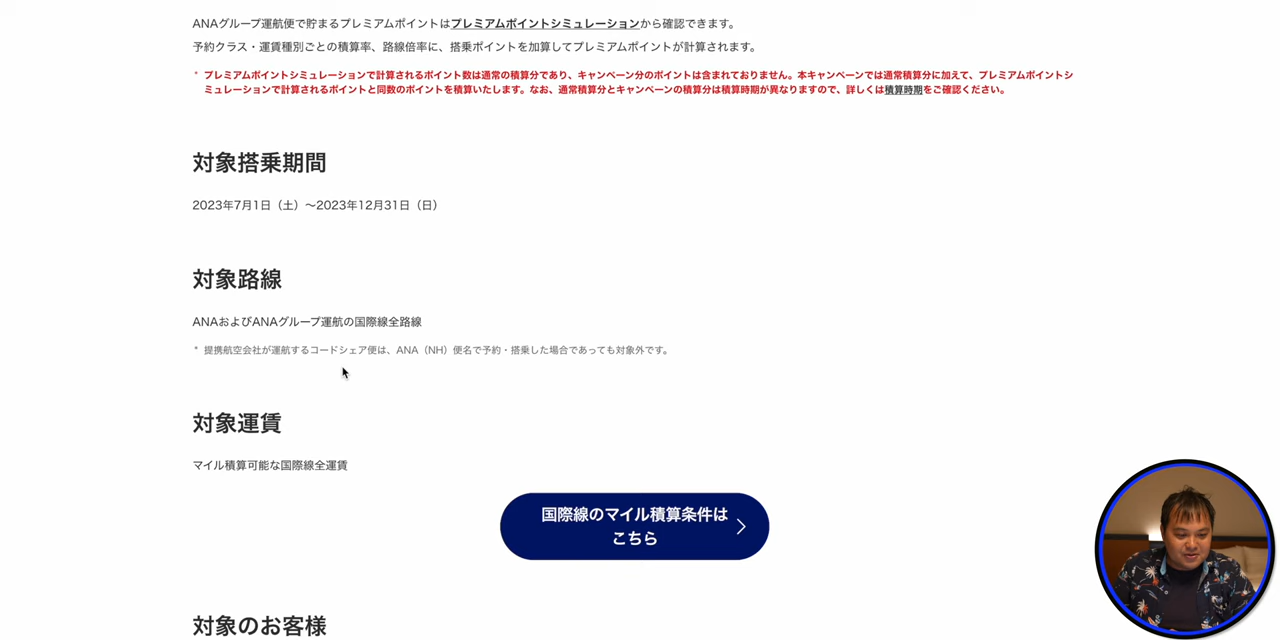 ANAグループ運航便で貯まるプレミアムポイントはプレミアムポイントシミュレーションから確認できます。
予約クラス・運賃種別ごとの積算率、路線倍率に、搭乗ポイントを加算してプレミアムポイントが計算されます。
* プレミアムポイントシミュレーションで計算されるポイント数は通常の積算分であり、キャンペーン分のポイントは含まれておりません。本キャンペーンでは通常積算分に加えて、プレミアムポイントシ
ミュレーションで計算されるポイントと同数のポイントを積算いたします。なお、通常積算分とキャンペーンの積算分は積算時期が異なりますので、詳しくは積算時期をご確認ください。
対象搭乗期間
2023年7月1日（土）〜2023年12月31日（日）
対象路線
ANAおよびANAグループ運航の国際線全路線
* 提携航空会社が運航するコードシェア便は、ANA（NH）便名で予約・搭乗した場合であっても対象外です。
対象運賃
マイル積算可能な国際線全運賃
国際線のマイル積算条件は
こちら
対象のお客様